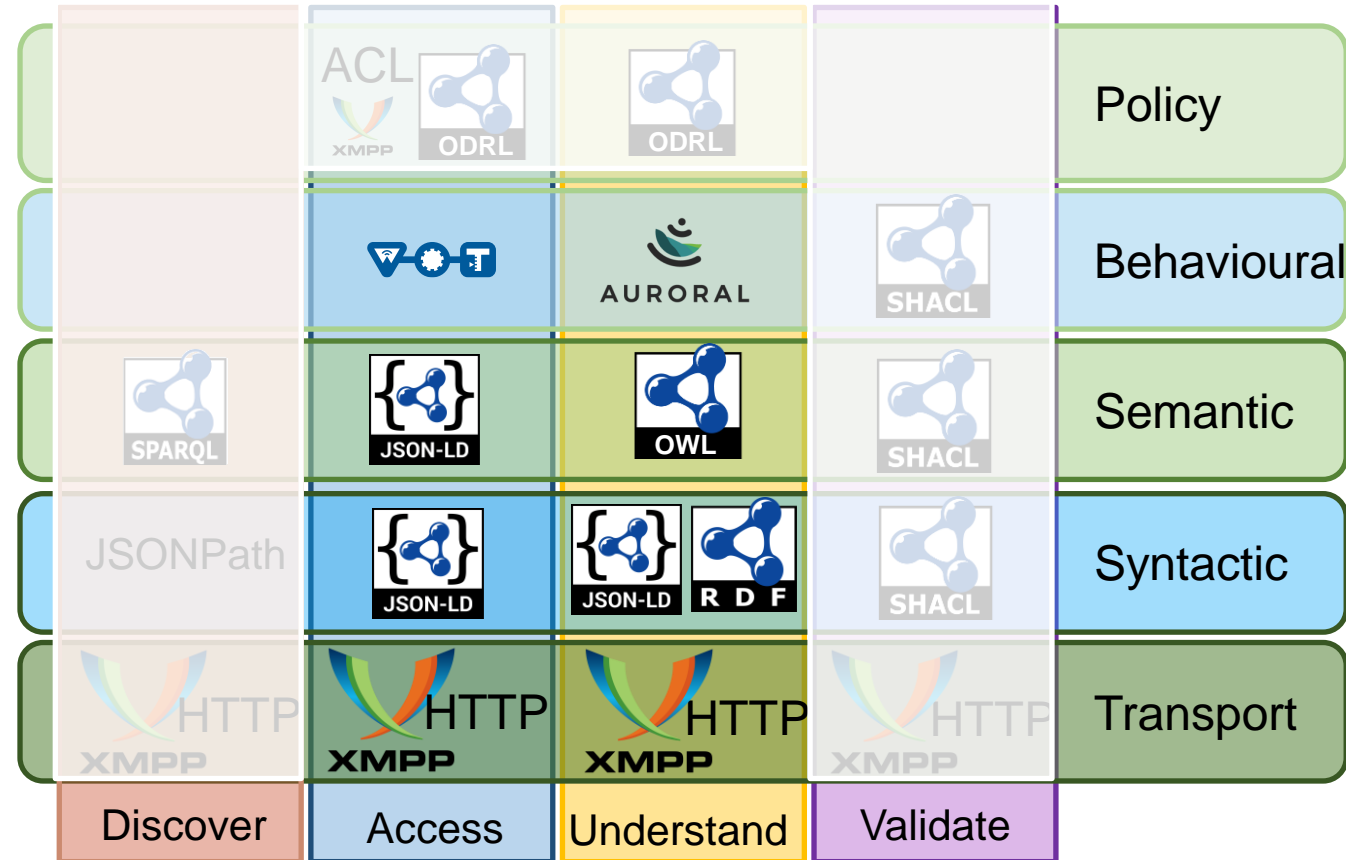 ACL
XMPP
ODRL
ODRL
Policy
W T
AURORAL
SHACL
Behavioural
SPARQL
JSON-LD
OWL
SHACL
Semantic
JSONPath
JSON-LD
JSON-LD
RDF
SHACL
Syntactic
XMPP HTTP
XMPP HTTP
XMPP HTTP
XMPP HTTP
Transport
Discover
Access
Understand
Validate